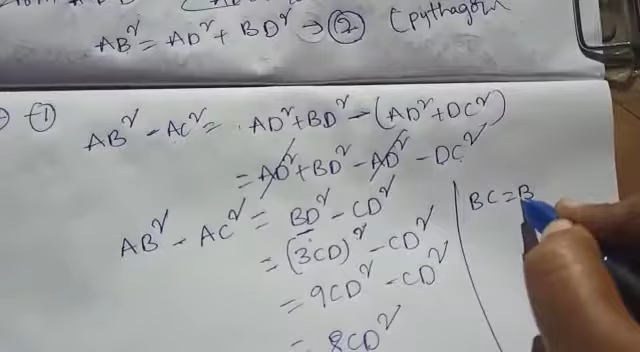 AB² = AD² + BD² → ② (pythagor
→ ① AB² - AC² = AD² + BD² - (AD² + DC²)
= AD² + BD² - AD² - DC²
AB² - AC² = BD² - CD²
= (3CD)² - CD²
= 9CD² - CD²
= 8CD²
BC = B